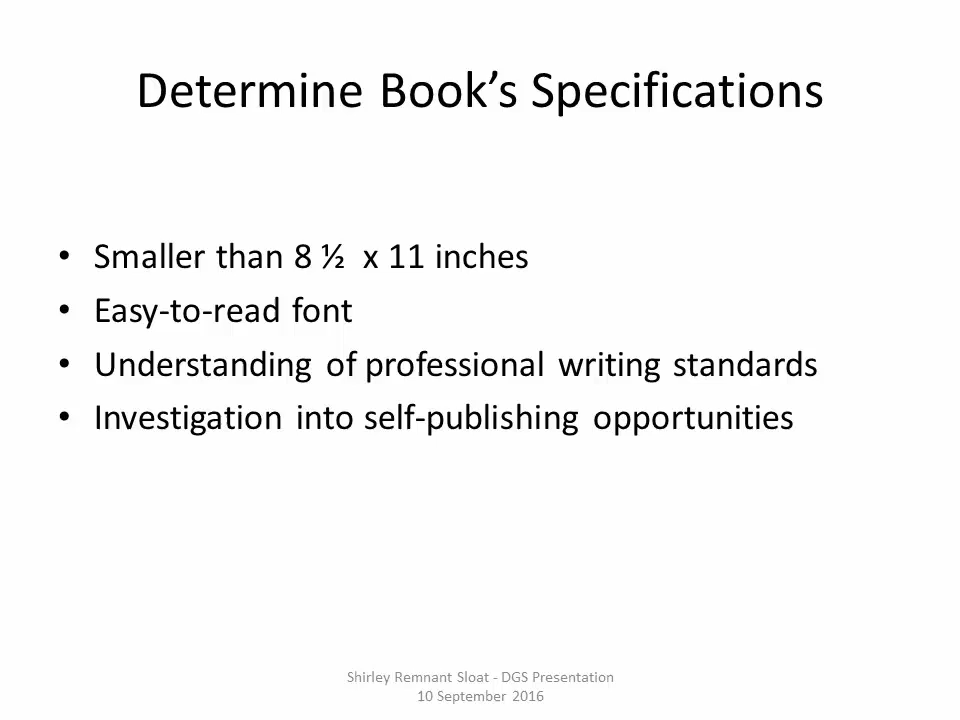 Determine Book’s Specifications
• Smaller than 8 ½ x 11 inches
• Easy-to-read font
• Understanding of professional writing standards
• Investigation into self-publishing opportunities
Shirley Remnant Sloat - DGS Presentation
10 September 2016